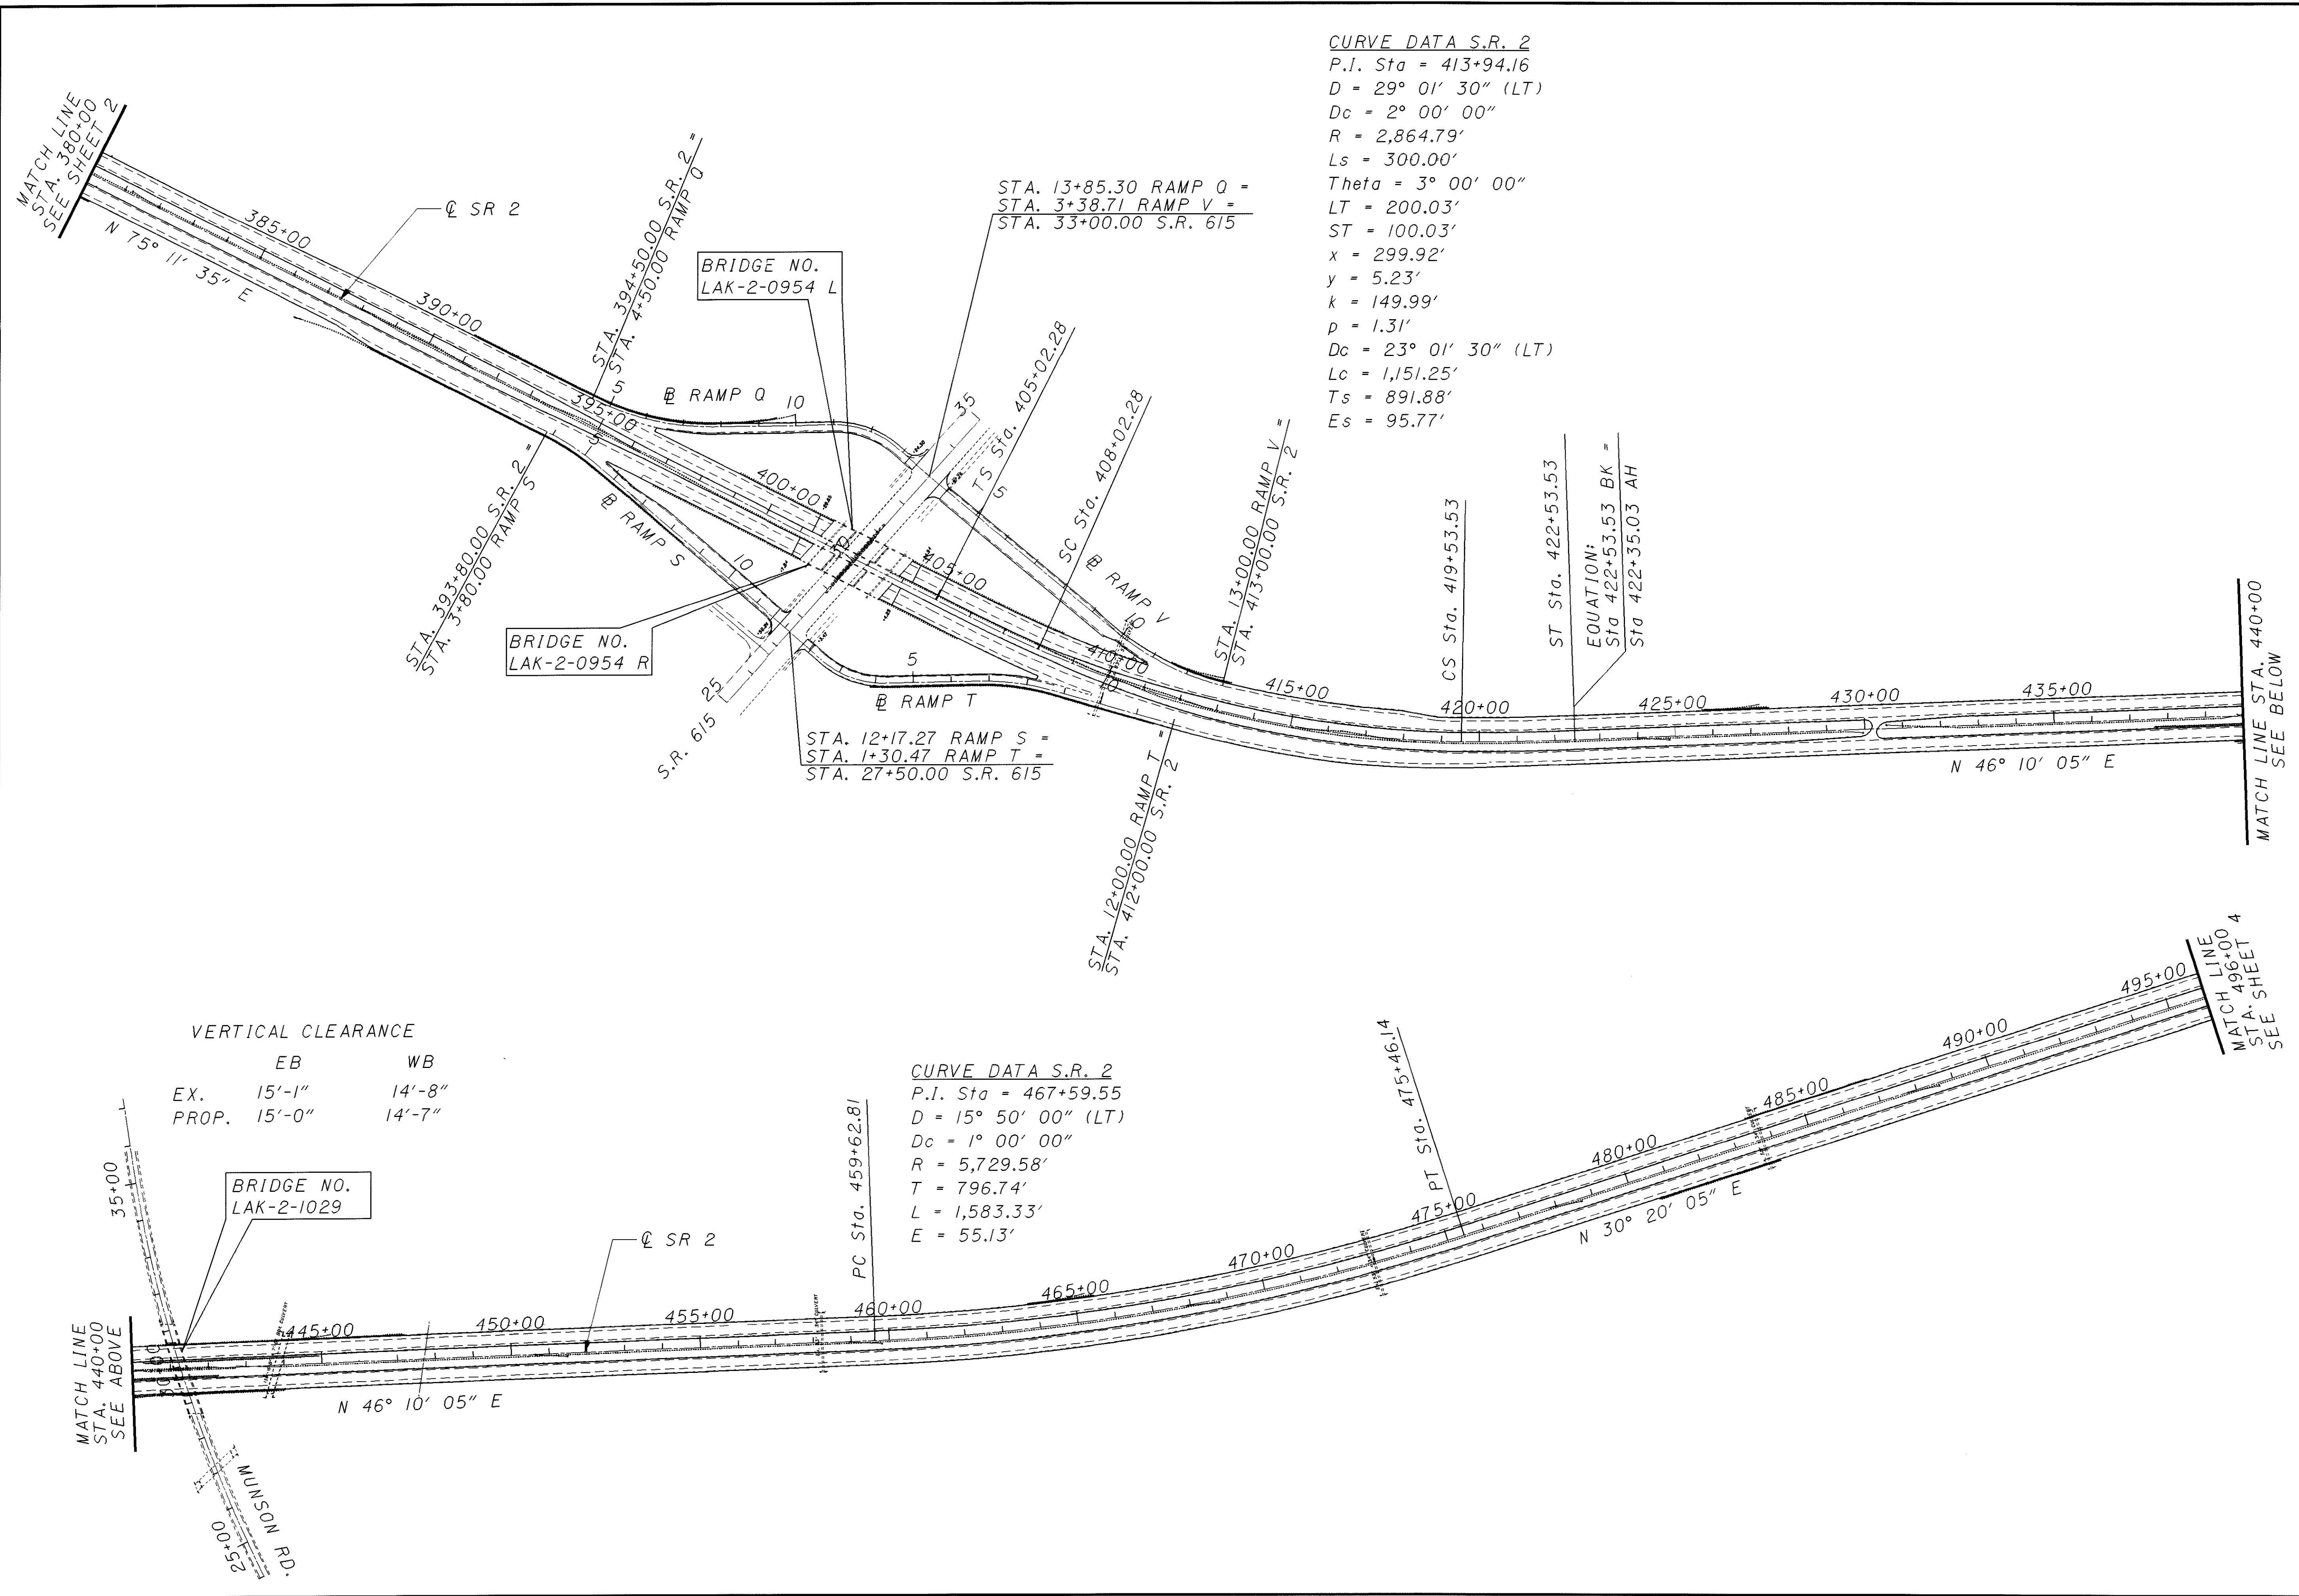 CURVE DATA S.R. 2
P.I. Sta = 413+94.16
D = 29° 01' 30" (LT)
Dc = 2° 00' 00"
R = 2,864.79'
Ls = 300.00'
Theta = 3° 00' 00"
LT = 200.03'
ST = 100.03'
x = 299.92'
y = 5.23'
k = 149.99'
p = 1.31'
Dc = 23° 01' 30" (LT)
Lc = 1,151.25'
Ts = 891.88'
Es = 95.77'
MATCH LINE
STA. 380+00
SEE SHEET 2
N 75° 11' 35" E
385+00
℄ SR 2
390+00
STA. 394+50.00 S.R. 2 =
STA. 4+50.00 RAMP Q
395+00
5
5
STA. 393+80.00 S.R. 2 =
STA. 3+80.00 RAMP S
BRIDGE NO.
LAK-2-0954 L
STA. 13+85.30 RAMP Q =
STA. 3+38.71 RAMP V =
STA. 33+00.00 S.R. 615
B RAMP Q
10
35
400+00
30
B RAMP S
10
BRIDGE NO.
LAK-2-0954 R
25
S.R. 615
TS Sta. 405+02.28
5
405+00
SC Sta. 408+02.28
B RAMP V
10
410+00
10
5
B RAMP T
STA. 12+17.27 RAMP S =
STA. 1+30.47 RAMP T =
STA. 27+50.00 S.R. 615
STA. 13+00.00 RAMP V =
STA. 413+00.00 S.R. 2
STA. 12+00.00 RAMP T =
STA. 412+00.00 S.R. 2
415+00
CS Sta. 419+53.53
420+00
ST Sta. 422+53.53
EQUATION:
Sta 422+53.53 BK =
Sta 422+35.03 AH
425+00
430+00
435+00
N 46° 10' 05" E
MATCH LINE STA. 440+00
SEE BELOW
VERTICAL CLEARANCE
EB WB
EX. 15'-1" 14'-8"
PROP. 15'-0" 14'-7"
35+00
BRIDGE NO.
LAK-2-1029
MATCH LINE
STA. 440+00
SEE ABOVE
30+00
25+00
MUNSON RD.
445+00
N 46° 10' 05" E
450+00
℄ SR 2
455+00
PC Sta. 459+62.81
460+00
CURVE DATA S.R. 2
P.I. Sta = 467+59.55
D = 15° 50' 00" (LT)
Dc = 1° 00' 00"
R = 5,729.58'
T = 796.74'
L = 1,583.33'
E = 55.13'
465+00
470+00
PT Sta. 475+46.14
475+00
480+00
N 30° 20' 05" E
485+00
490+00
495+00
MATCH LINE
STA. 496+00
SEE SHEET 4